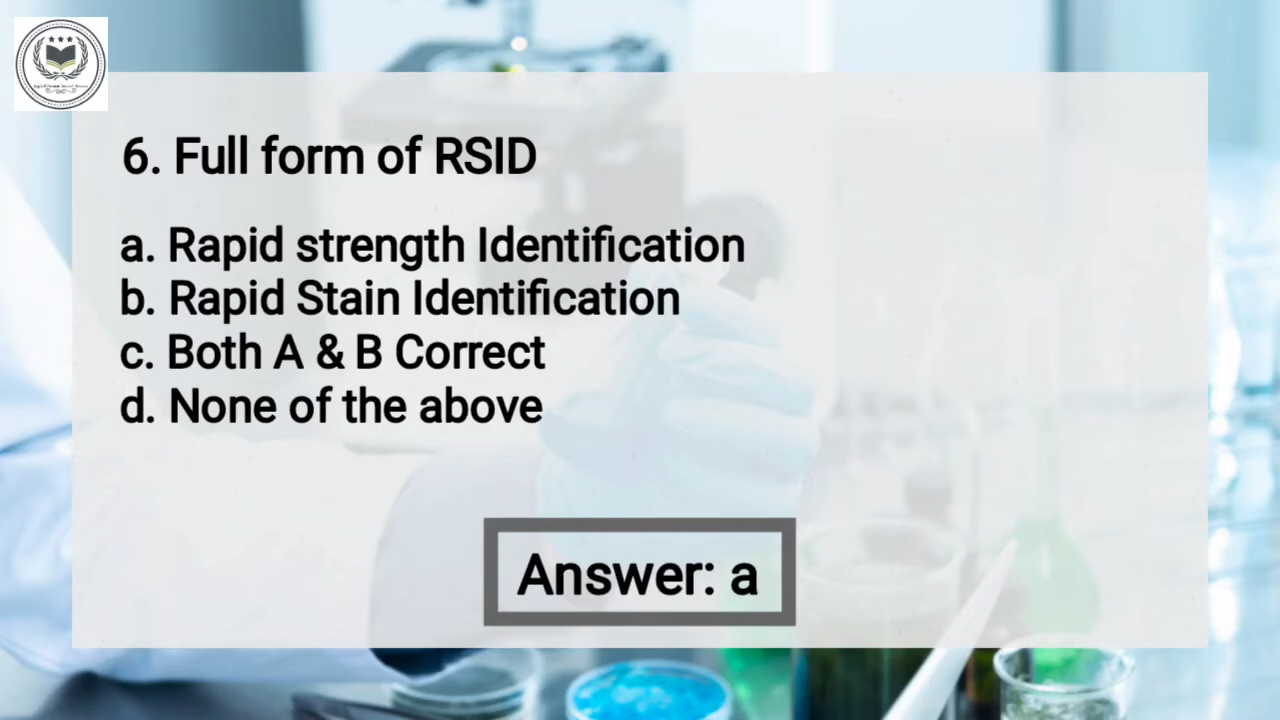 6. Full form of RSID
a. Rapid strength Identification
b. Rapid Stain Identification
c. Both A & B Correct
d. None of the above
Answer: a